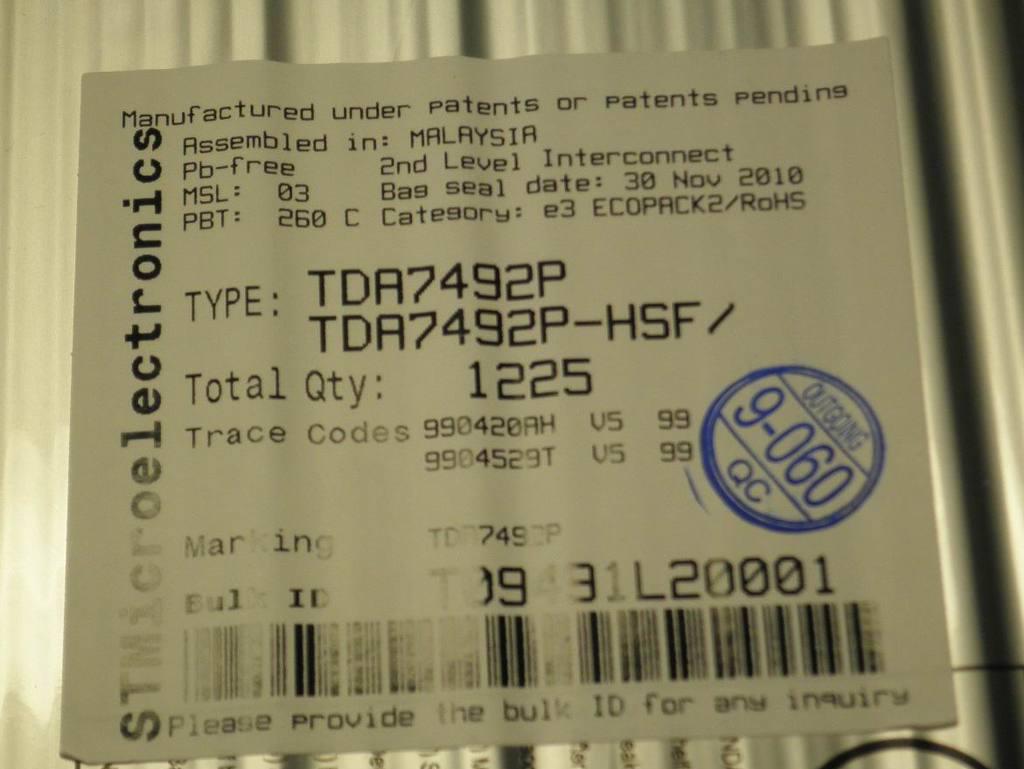 Manufactured under patents or patents pending
STMicroelectronics
Assembled in: MALAYSIA
Pb-free 2nd Level Interconnect
MSL: 03 Bag seal date: 30 Nov 2010
PBT: 260 C Category: e3 ECOPACK2/RoHS
TYPE: TDA7492P
TDA7492P-HSF/
Total Qty: 1225
Trace Codes 990420AH V5 99
9904529T V5 99
OUTGOING
9-060
QC
Marking TDA7492P
Bulk ID
Please provide the bulk ID for any inquiry